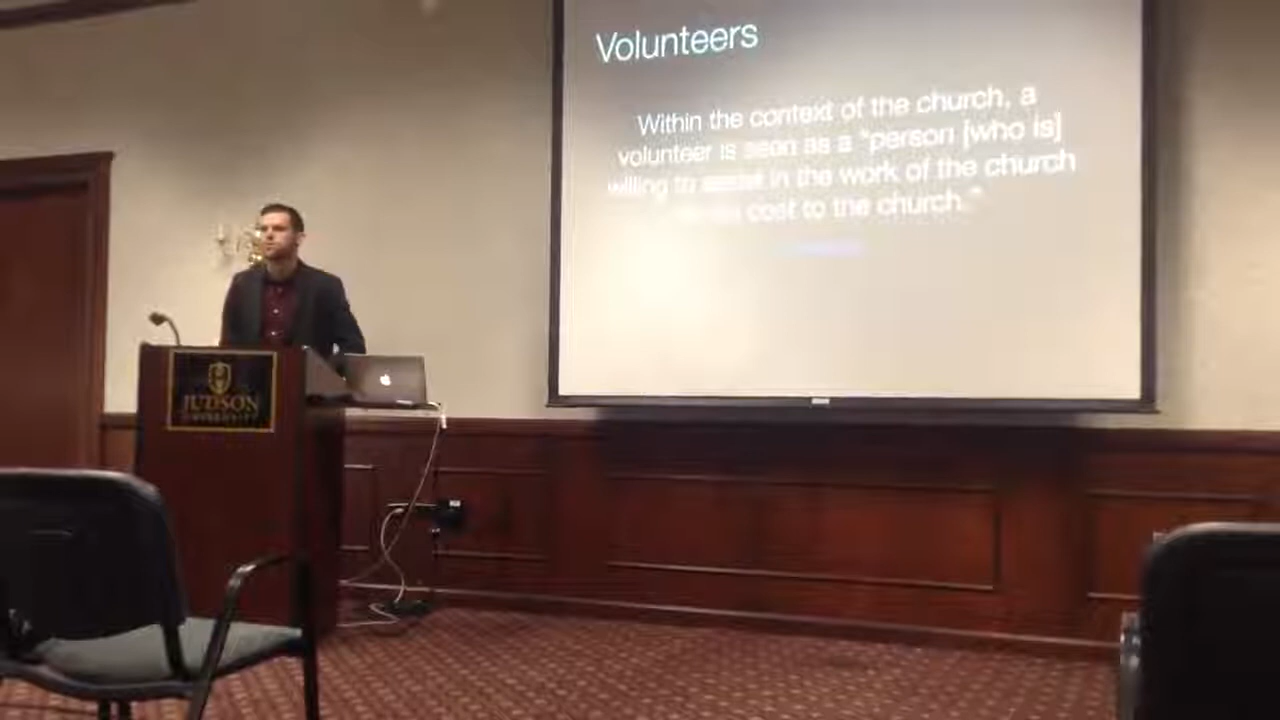 Volunteers
Within the context of the church, a
volunteer is seen as a "person [who is]
willing to assist in the work of the church
cost to the church."
JUDSON
UNIVERSITY